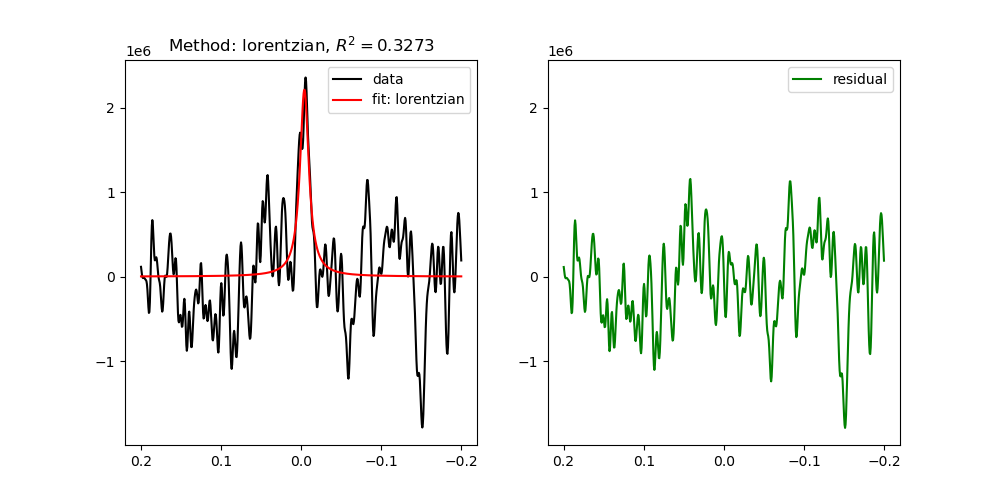 Method: lorentzian, $R^2 = 0.3273$
1e6
data
fit: lorentzian
2
1
0
−1
0.2 0.1 0.0 −0.1 −0.2
1e6
residual
2
1
0
−1
0.2 0.1 0.0 −0.1 −0.2